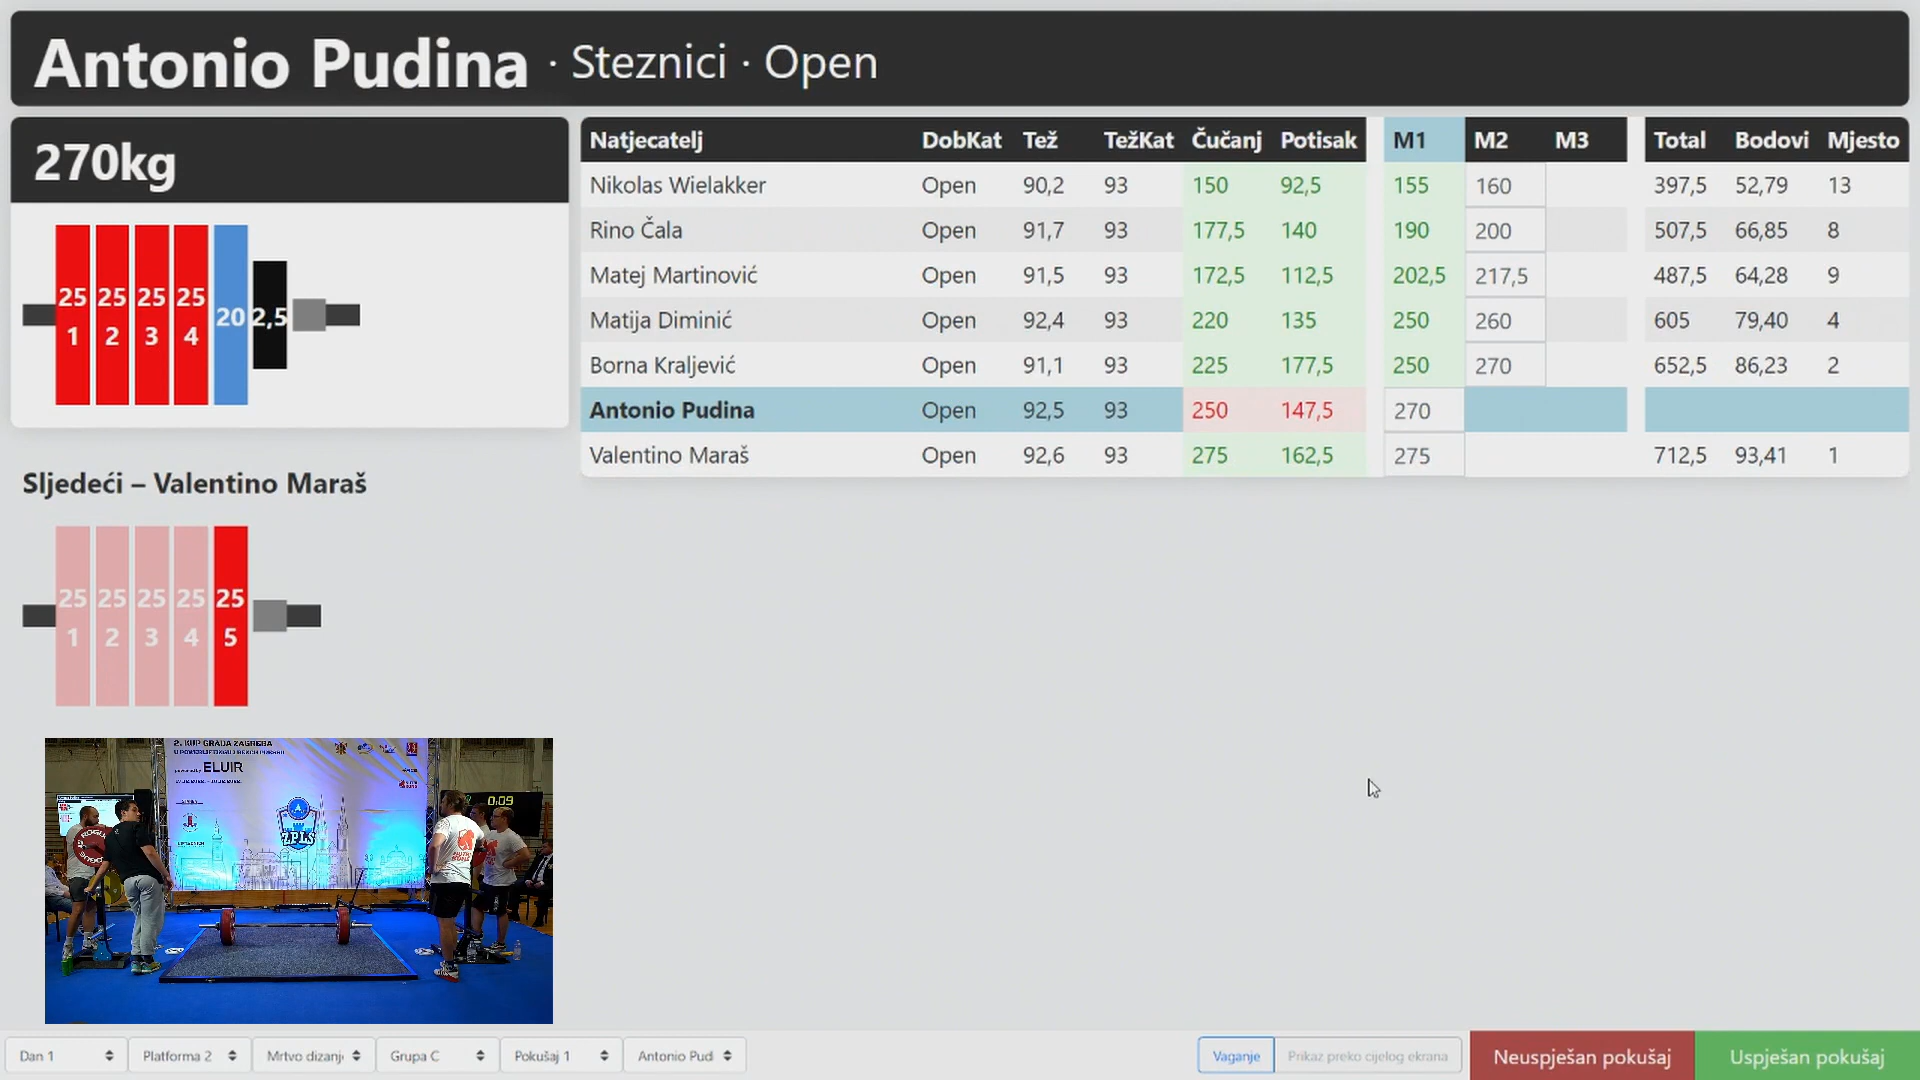 Antonio Pudina · Steznici · Open
270kg
25 25 25 25 20 2,5
1 2 3 4
Sljedeći – Valentino Maraš
25 25 25 25 25
1 2 3 4 5
Natjecatelj DobKat Tež TežKat Čučanj Potisak M1 M2 M3 Total Bodovi Mjesto
Nikolas Wielakker Open 90,2 93 150 92,5 155 160 397,5 52,79 13
Rino Čala Open 91,7 93 177,5 140 190 200 507,5 66,85 8
Matej Martinović Open 91,5 93 172,5 112,5 202,5 217,5 487,5 64,28 9
Matija Diminić Open 92,4 93 220 135 250 260 605 79,40 4
Borna Kraljević Open 91,1 93 225 177,5 250 270 652,5 86,23 2
Antonio Pudina Open 92,5 93 250 147,5 270
Valentino Maraš Open 92,6 93 275 162,5 275 712,5 93,41 1
2. KUP GRADA ZAGREBA
powered by ELUIR
ZPLS
0:09
Dan 1 Platforma 2 Mrtvo dizanj Grupa C Pokušaj 1 Antonio Pud
Vaganje Prikaz preko cijelog ekrana Neuspješan pokušaj Uspješan pokušaj